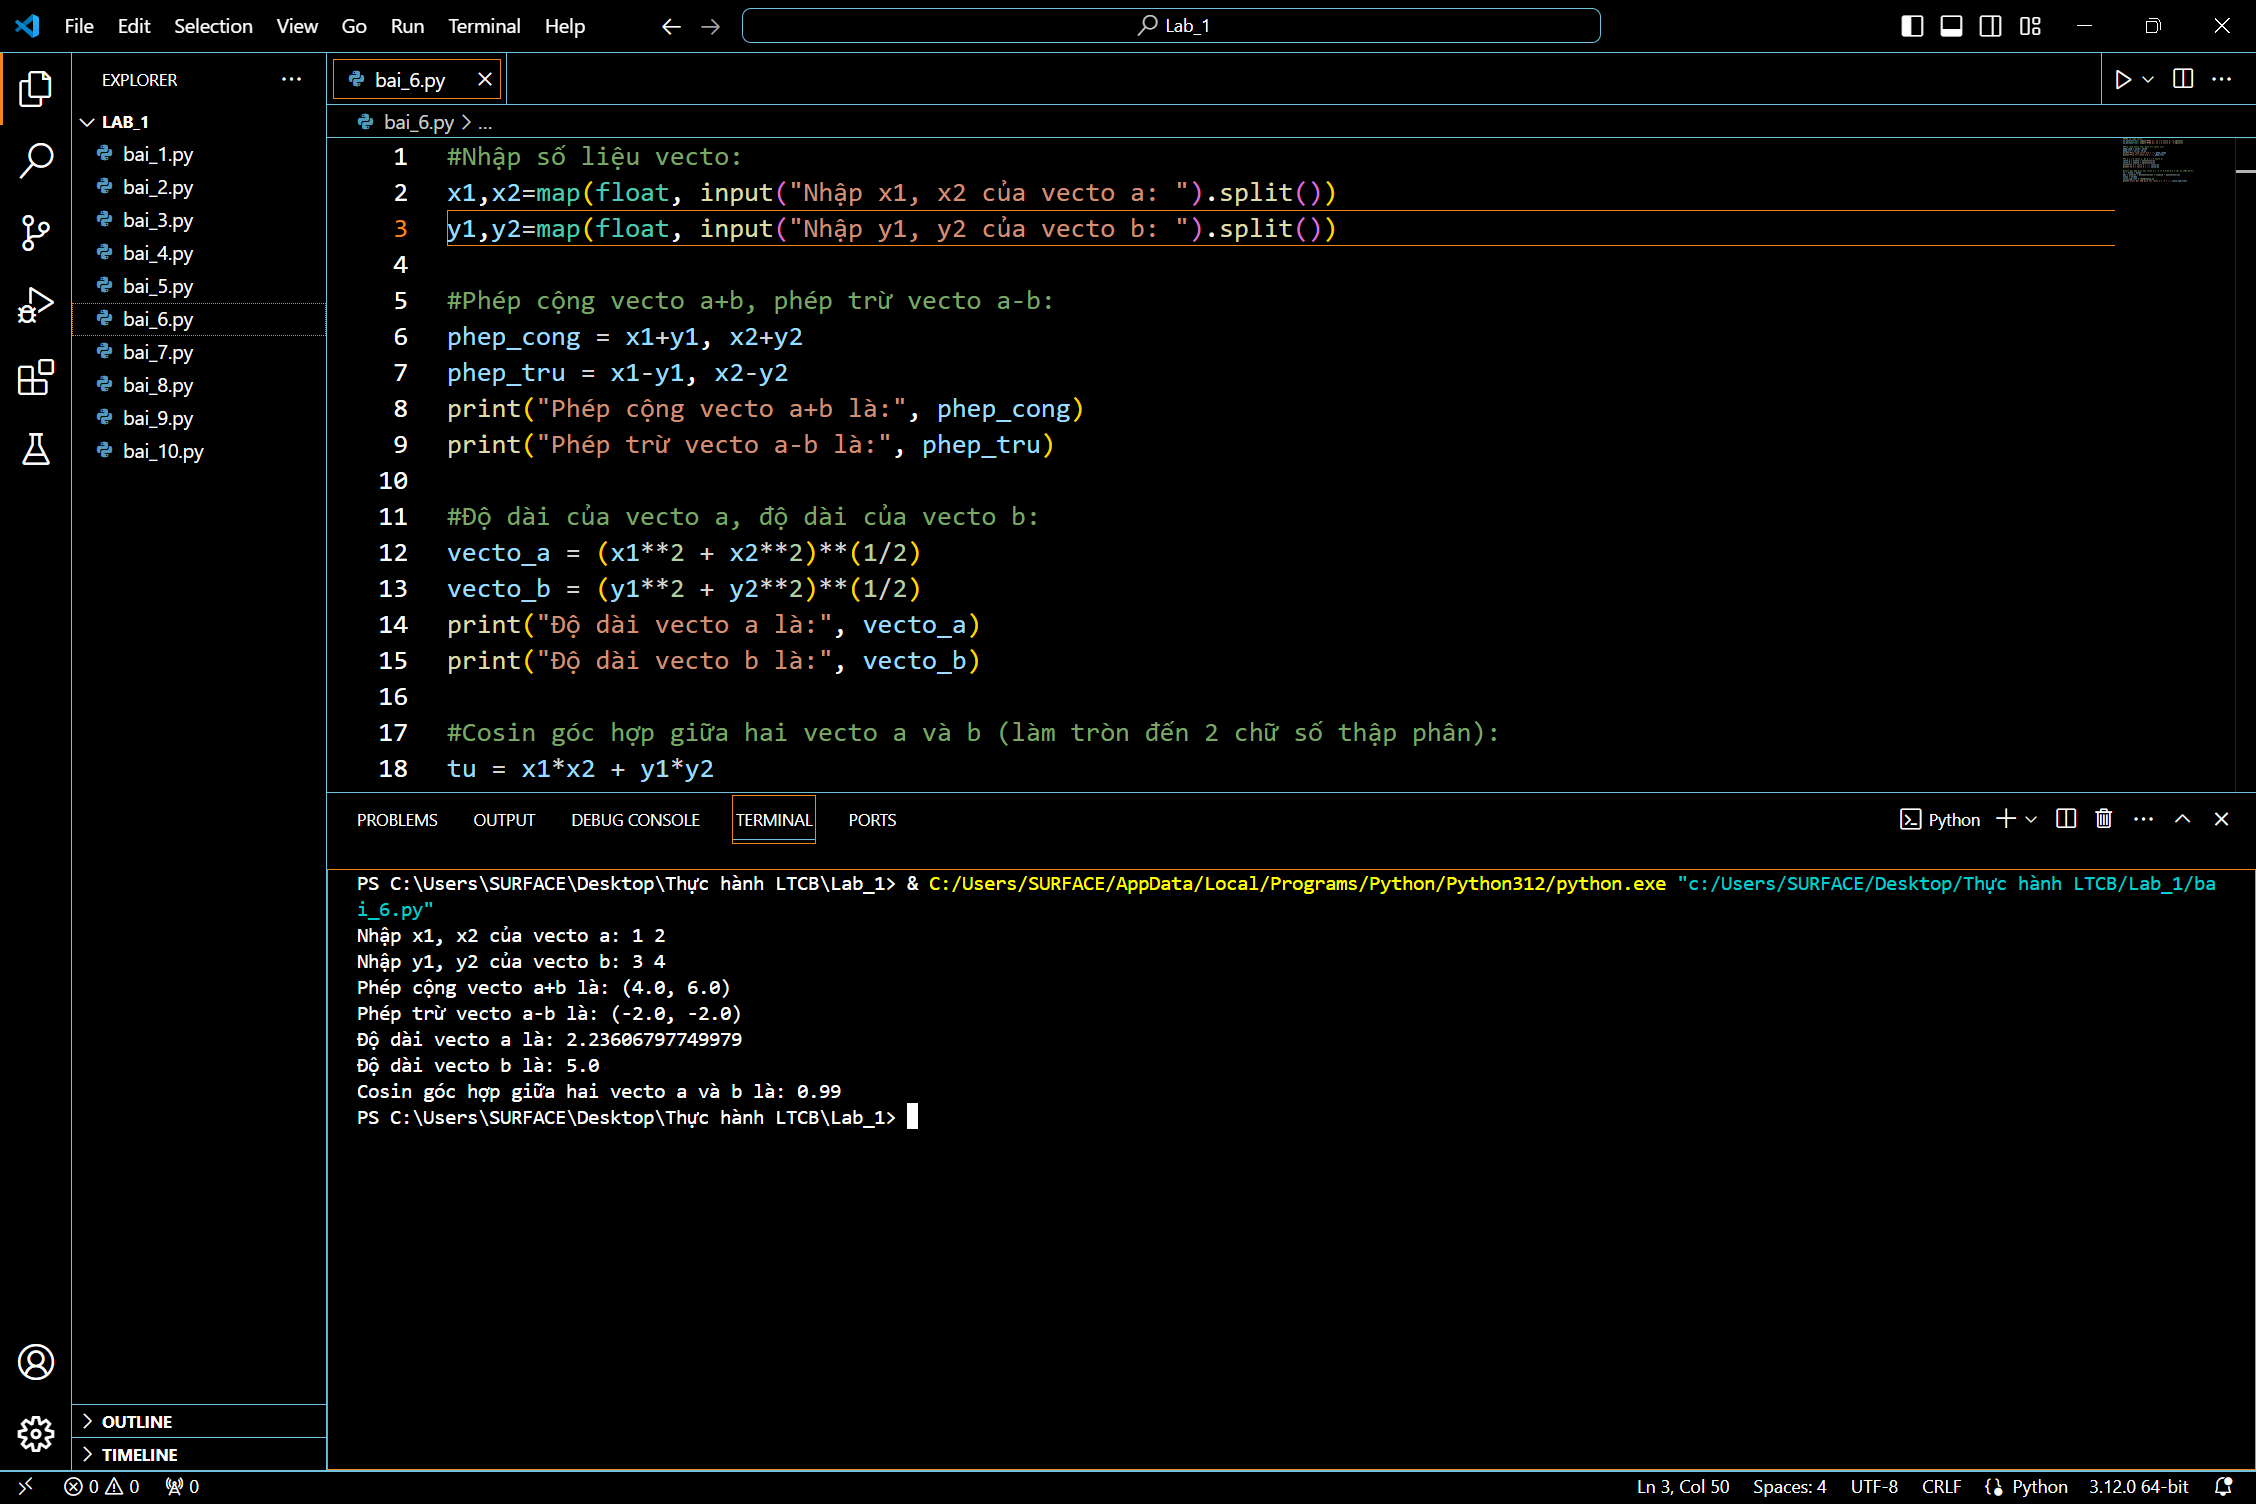 File Edit Selection View Go Run Terminal Help
Lab_1
EXPLORER
LAB_1
bai_1.py
bai_2.py
bai_3.py
bai_4.py
bai_5.py
bai_6.py
bai_7.py
bai_8.py
bai_9.py
bai_10.py
OUTLINE
TIMELINE
bai_6.py
bai_6.py > ...
1 #Nhập số liệu vecto:
2 x1,x2=map(float, input("Nhập x1, x2 của vecto a: ").split())
3 y1,y2=map(float, input("Nhập y1, y2 của vecto b: ").split())
4
5 #Phép cộng vecto a+b, phép trừ vecto a-b:
6 phep_cong = x1+y1, x2+y2
7 phep_tru = x1-y1, x2-y2
8 print("Phép cộng vecto a+b là:", phep_cong)
9 print("Phép trừ vecto a-b là:", phep_tru)
10
11 #Độ dài của vecto a, độ dài của vecto b:
12 vecto_a = (x1**2 + x2**2)**(1/2)
13 vecto_b = (y1**2 + y2**2)**(1/2)
14 print("Độ dài vecto a là:", vecto_a)
15 print("Độ dài vecto b là:", vecto_b)
16
17 #Cosin góc hợp giữa hai vecto a và b (làm tròn đến 2 chữ số thập phân):
18 tu = x1*x2 + y1*y2
PROBLEMS OUTPUT DEBUG CONSOLE TERMINAL PORTS
Python
PS C:\Users\SURFACE\Desktop\Thực hành LTCB\Lab_1> & C:/Users/SURFACE/AppData/Local/Programs/Python/Python312/python.exe "c:/Users/SURFACE/Desktop/Thực hành LTCB/Lab_1/ba
i_6.py"
Nhập x1, x2 của vecto a: 1 2
Nhập y1, y2 của vecto b: 3 4
Phép cộng vecto a+b là: (4.0, 6.0)
Phép trừ vecto a-b là: (-2.0, -2.0)
Độ dài vecto a là: 2.23606797749979
Độ dài vecto b là: 5.0
Cosin góc hợp giữa hai vecto a và b là: 0.99
PS C:\Users\SURFACE\Desktop\Thực hành LTCB\Lab_1>
0 0 0
Ln 3, Col 50 Spaces: 4 UTF-8 CRLF Python 3.12.0 64-bit